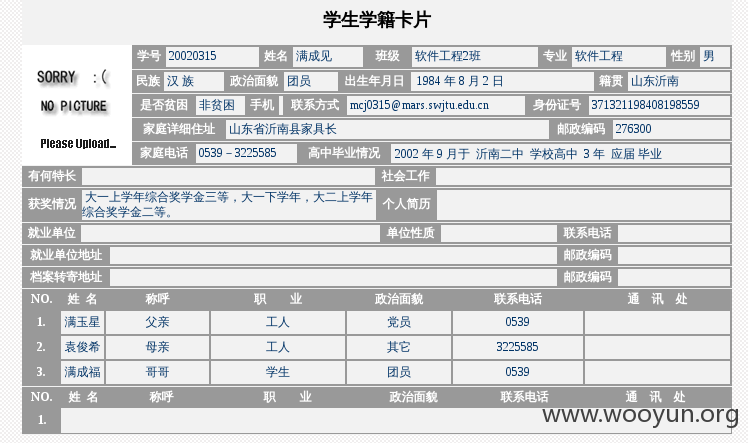 学生学籍卡片
SORRY :(
NO PICTURE
Please Upload...
学号 20020315 姓名 满成见 班级 软件工程2班 专业 软件工程 性别 男
民族 汉 族 政治面貌 团员 出生年月日 1984 年 8 月 2 日 籍贯 山东沂南
是否贫困 非贫困 手机 联系方式 mcj0315@mars.swjtu.edu.cn 身份证号 371321198408198559
家庭详细住址 山东省沂南县家具长 邮政编码 276300
家庭电话 0539－3225585 高中毕业情况 2002 年 9 月于 沂南二中 学校高中 3 年 应届 毕业
有何特长 社会工作
获奖情况 大一上学年综合奖学金三等，大一下学年，大二上学年综合奖学金二等。 个人简历
就业单位 单位性质 联系电话
就业单位地址 邮政编码
档案转寄地址 邮政编码
NO. 姓 名 称呼 职 业 政治面貌 联系电话 通 讯 处
1. 满玉星 父亲 工人 党员 0539
2. 袁俊希 母亲 工人 其它 3225585
3. 满成福 哥哥 学生 团员 0539
NO. 姓 名 称呼 职 业 政治面貌 联系电话 通 讯 处
1.
www.wooyun.org